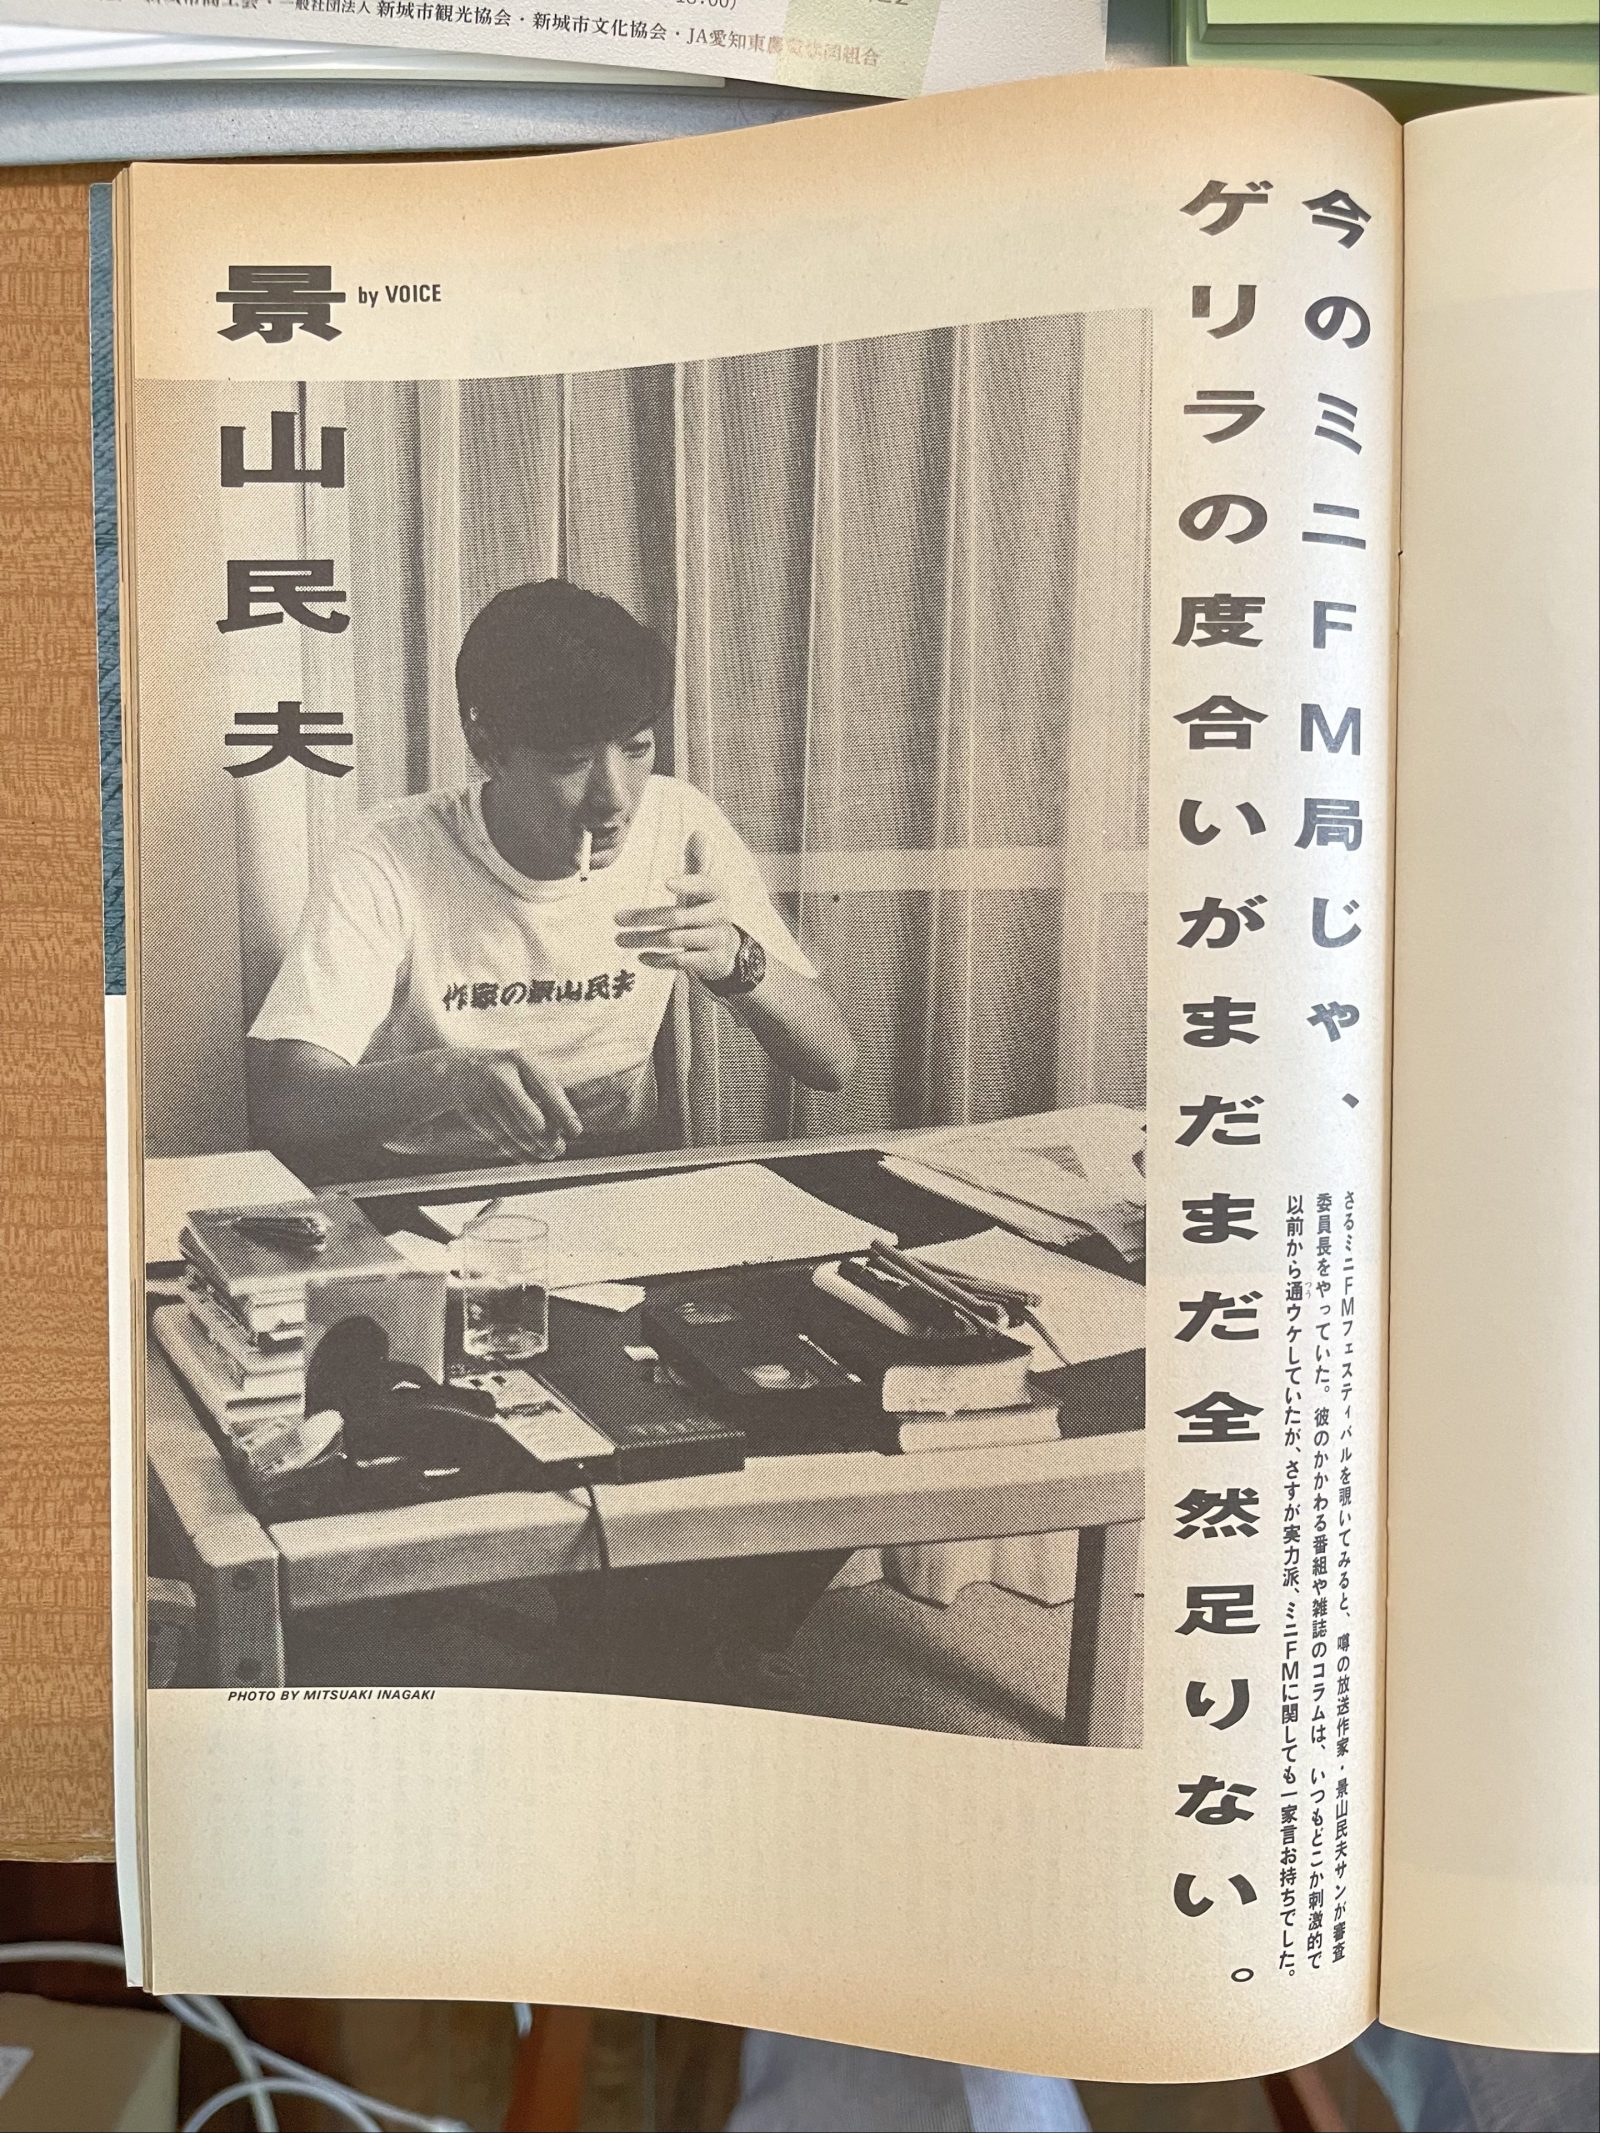 新城市観光協会・新城市文化協会・JA愛知東農業協同組合
今のミニFM局じゃ、
ゲリラの度合いがまだまだ全然足りない。
さるミニFMフェスティバルを覗いてみると、噂の放送作家・景山民夫サンが審査
委員長をやっていた。彼のかかわる番組や雑誌のコラムは、いつもどこか刺激的で
以前から通ウケしていたが、さすが実力派、ミニFMに関しても一家言お持ちでした。
つう
景山民夫
by VOICE
作家の景山民夫
PHOTO BY MITSUAKI INAGAKI